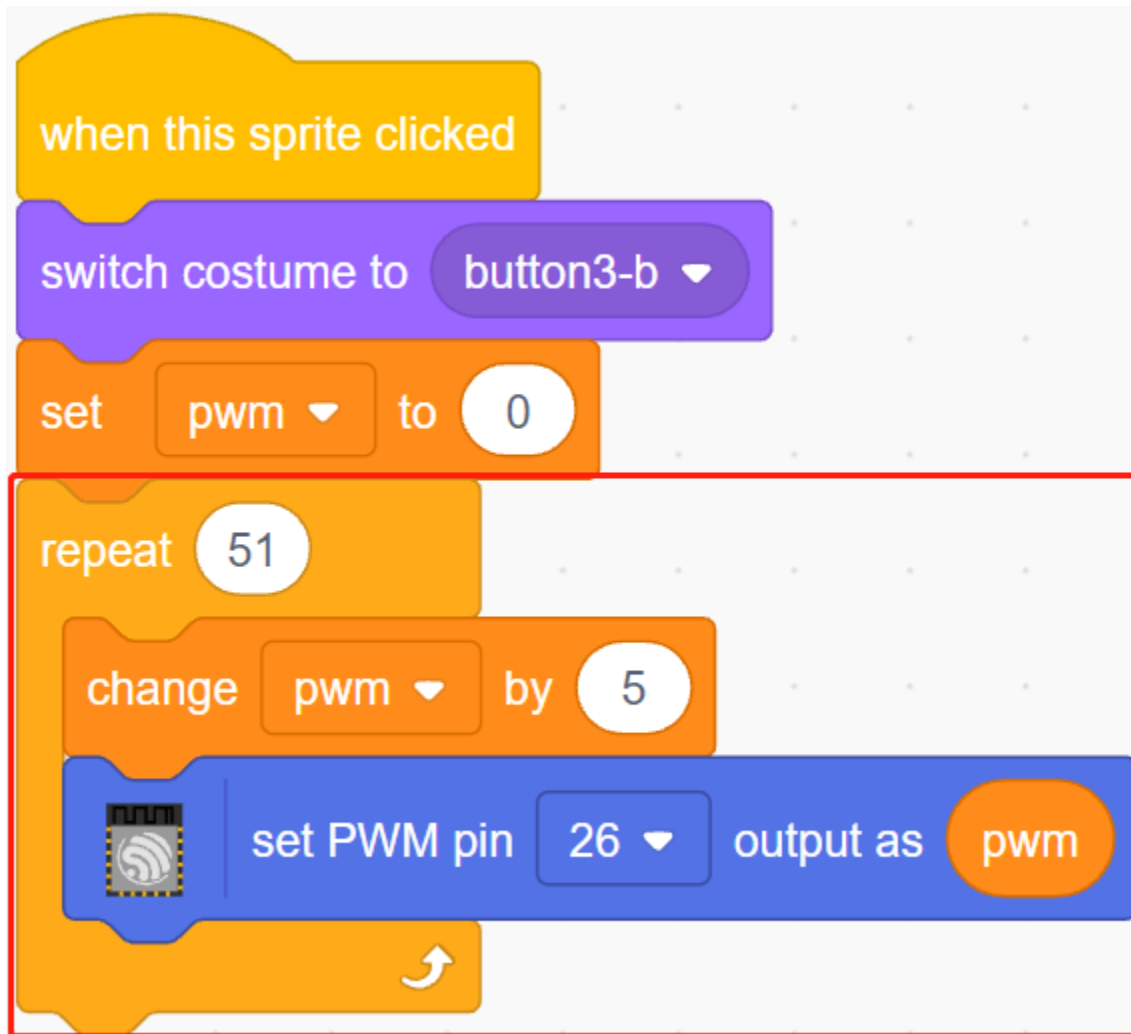 when this sprite clicked
switch costume to button3-b
set pwm to 0
repeat 51
change pwm by 5
set PWM pin 26 output as pwm